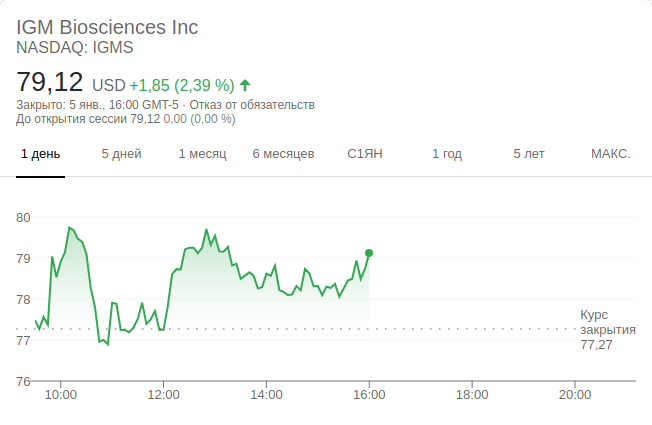 IGM Biosciences Inc
NASDAQ: IGMS
79,12 USD +1,85 (2,39 %)
Закрыто: 5 янв., 16:00 GMT-5 · Отказ от обязательств
До открытия сессии 79,12 0,00 (0,00 %)
1 день 5 дней 1 месяц 6 месяцев С1ЯН 1 год 5 лет МАКС.
80
79
78
Курс
закрытия
77,27
77
76
10:00 12:00 14:00 16:00 18:00 20:00